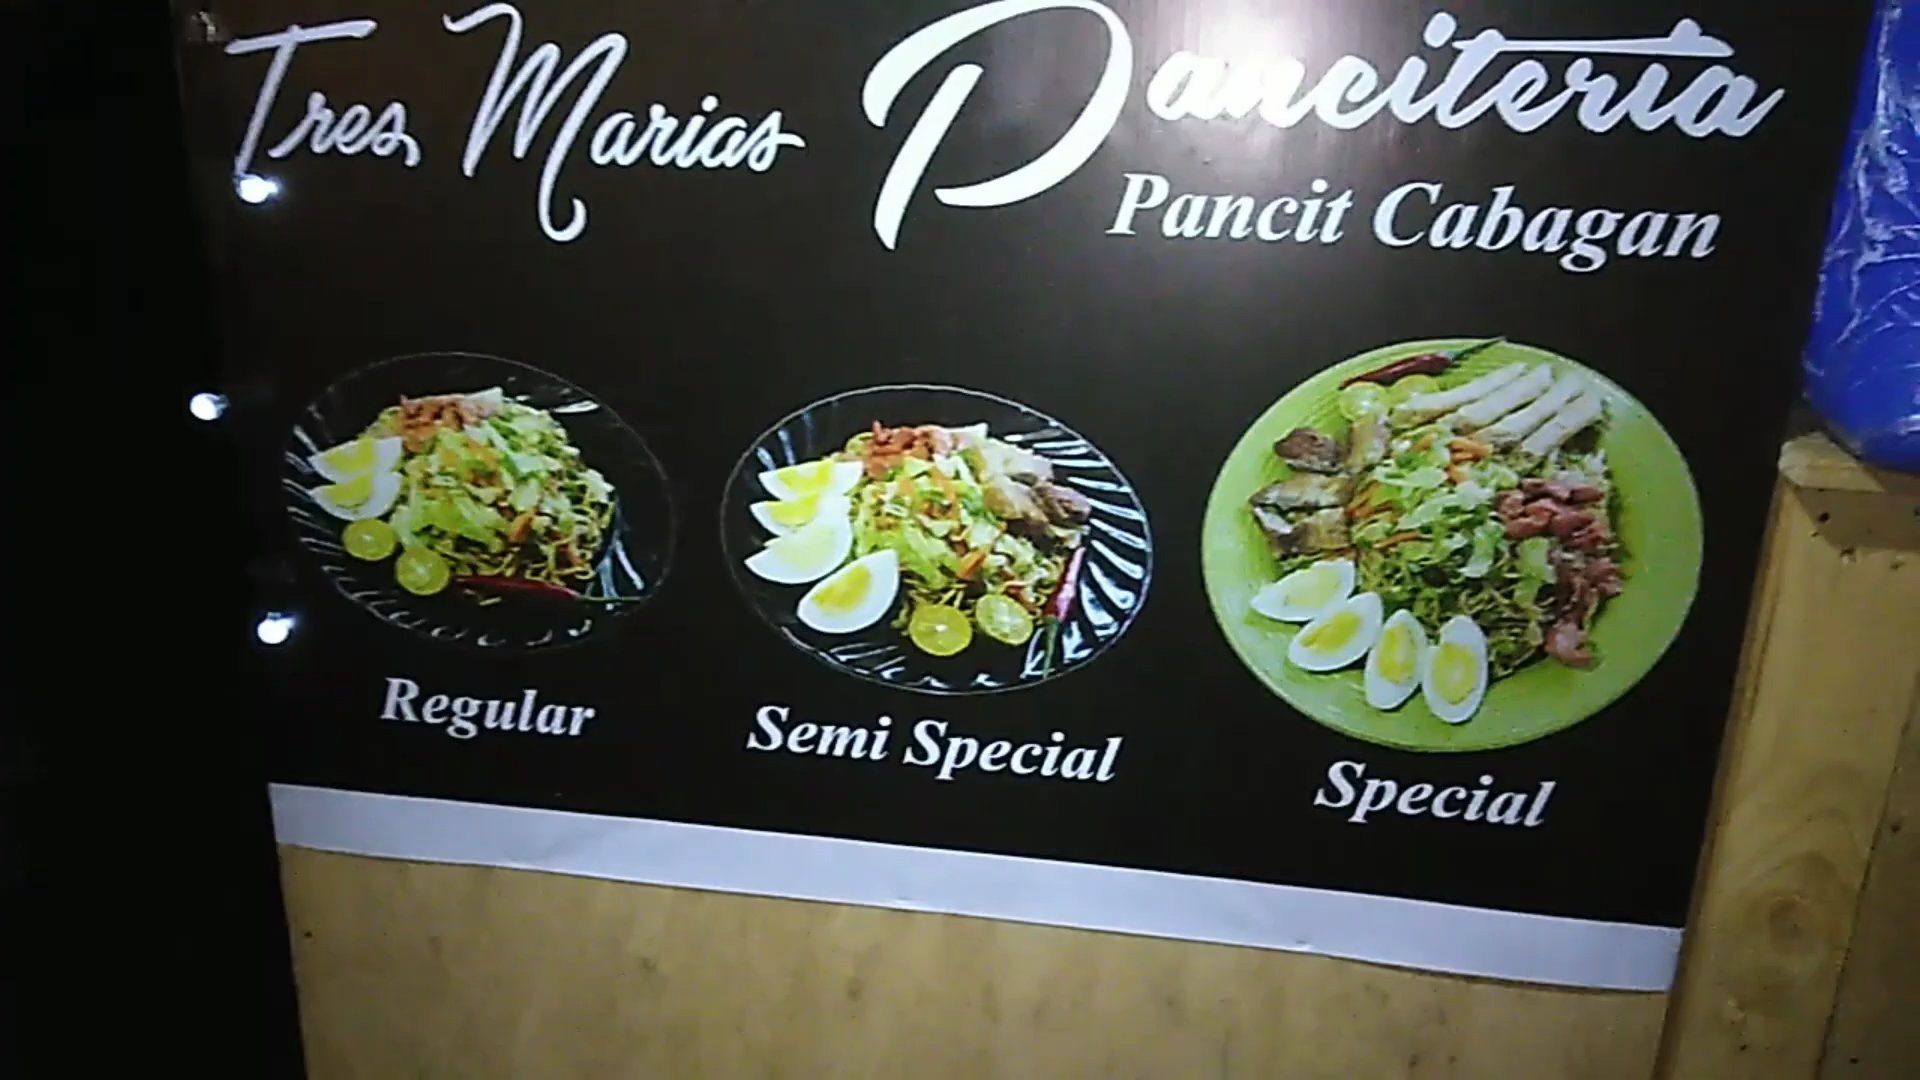 Tres Marias Panciteria
Pancit Cabagan
Regular
Semi Special
Special